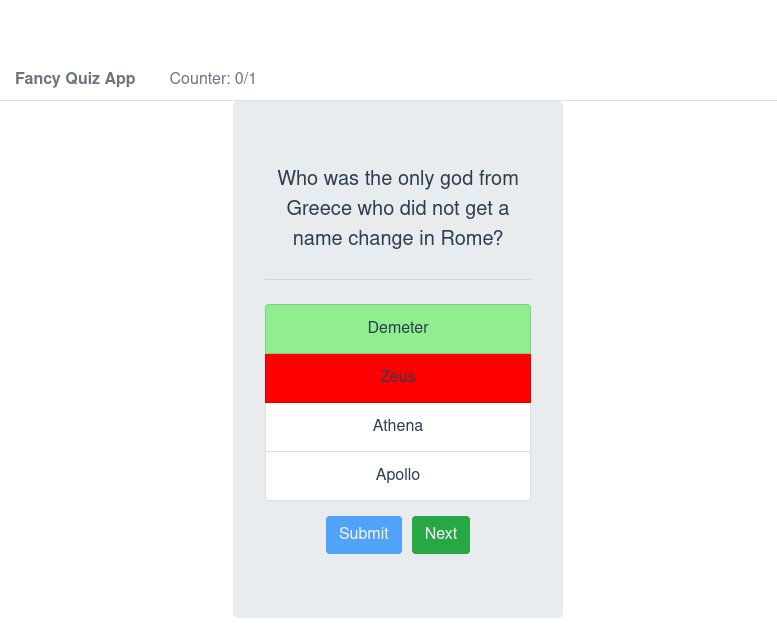 Fancy Quiz App Counter: 0/1
Who was the only god from
Greece who did not get a
name change in Rome?
Demeter
Zeus
Athena
Apollo
Submit Next